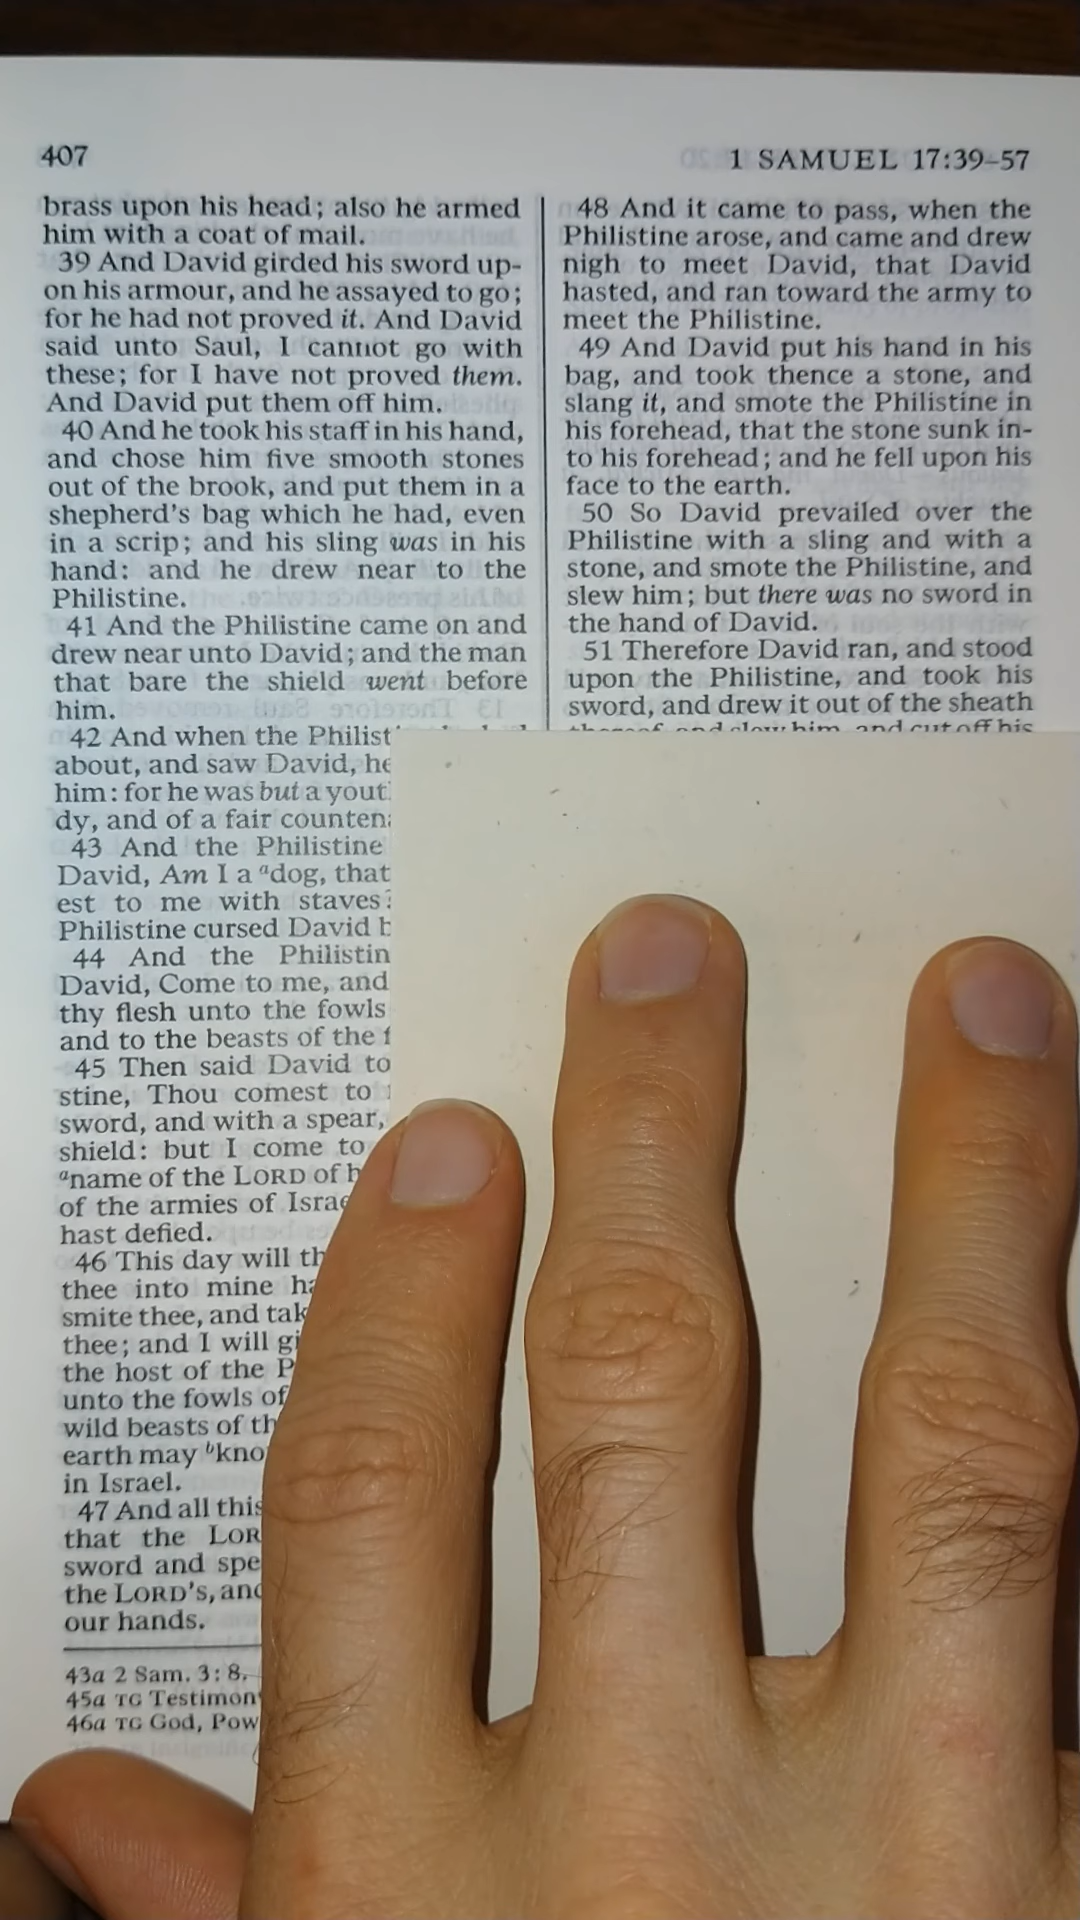 407
1 SAMUEL 17:39–57
brass upon his head; also he armed
him with a coat of mail.
39 And David girded his sword up-
on his armour, and he assayed to go;
for he had not proved it. And David
said unto Saul, I cannot go with
these; for I have not proved them.
And David put them off him.
40 And he took his staff in his hand,
and chose him five smooth stones
out of the brook, and put them in a
shepherd's bag which he had, even
in a scrip; and his sling was in his
hand: and he drew near to the
Philistine.
41 And the Philistine came on and
drew near unto David; and the man
that bare the shield went before
him.
42 And when the
about, and saw David, he
him: for he was but a
dy, and of a fair
43 And the Philistine
David, Am I a adog, that
est to me with staves?
Philistine cursed David
44 And the
David, Come to me, and
thy flesh unto the fowls
and to the beasts of the
45 Then said David to
stine, Thou comest to
sword, and with a spear,
shield: but I come to
aname of the LORD of
of the armies of
hast defied.
46 This day will
thee into mine
smite thee, and
thee; and I will
the host of the
unto the fowls of
wild beasts of
earth may
in Israel.
47 And all this
that the
sword and
the LORD's,
our hands.
43a 2 Sam. 3:8.
45a TG
46a TG God,
48 And it came to pass, when the
Philistine arose, and came and drew
nigh to meet David, that David
hasted, and ran toward the army to
meet the Philistine.
49 And David put his hand in his
bag, and took thence a stone, and
slang it, and smote the Philistine in
his forehead, that the stone sunk in-
to his forehead; and he fell upon his
face to the earth.
50 So David prevailed over the
Philistine with a sling and with a
stone, and smote the Philistine, and
slew him; but there was no sword in
the hand of David.
51 Therefore David ran, and stood
upon the Philistine, and took his
sword, and drew it out of the sheath
thereof, and slew him, and cut off his